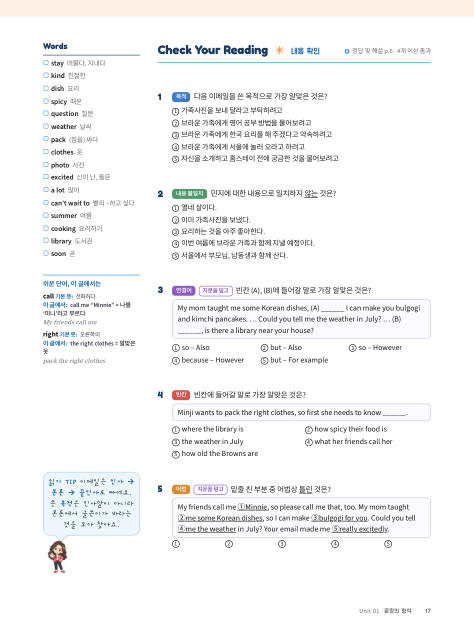 Words
stay 머물다, 지내다
kind 친절한
dish 요리
spicy 매운
question 질문
weather 날씨
pack (짐을) 싸다
clothes 옷
photo 사진
excited 신이 난, 들뜬
a lot 많이
can't wait to 빨리 ~하고 싶다
summer 여름
cooking 요리하기
library 도서관
soon 곧
쉬운 단어, 이 글에서는
call 기본 뜻: 전화하다
이 글에서: call me "Minnie" = 나를
'미니'라고 부르다
My friends call me
right 기본 뜻: 오른쪽의
이 글에서: the right clothes = 알맞은
옷
pack the right clothes
읽기 TIP 이메일은 인사 →
본론 → 끝인사로 짜여요.
쓴 목적은 인사말이 아니라
본론에서 글쓴이가 바라는
것을 모아 찾아요.
Check Your Reading 내용 확인
정답 및 해설 p.6 · 4개 이상 통과
1 목적 다음 이메일을 쓴 목적으로 가장 알맞은 것은?
① 가족사진을 보내 달라고 부탁하려고
② 브라운 가족에게 영어 공부 방법을 물어보려고
③ 브라운 가족에게 한국 요리를 해 주겠다고 약속하려고
④ 브라운 가족에게 서울에 놀러 오라고 하려고
⑤ 자신을 소개하고 홈스테이 전에 궁금한 것을 물어보려고
2 내용 불일치 민지에 대한 내용으로 일치하지 않는 것은?
① 열네 살이다.
② 이미 가족사진을 보냈다.
③ 요리하는 것을 아주 좋아한다.
④ 이번 여름에 브라운 가족과 함께 지낼 예정이다.
⑤ 서울에서 부모님, 남동생과 함께 산다.
3 연결어 지문을 덮고 빈칸 (A), (B)에 들어갈 말로 가장 알맞은 것은?
My mom taught me some Korean dishes, (A) ______ I can make you bulgogi
and kimchi pancakes. ... Could you tell me the weather in July? ... (B)
______, is there a library near your house?
① so – Also ② but – Also ③ so – However
④ because – However ⑤ but – For example
4 빈칸 빈칸에 들어갈 말로 가장 알맞은 것은?
Minji wants to pack the right clothes, so first she needs to know ______.
① where the library is ② how spicy their food is
③ the weather in July ④ what her friends call her
⑤ how old the Browns are
5 어법 지문을 덮고 밑줄 친 부분 중 어법상 틀린 것은?
My friends call me ①Minnie, so please call me that, too. My mom taught
②me some Korean dishes, so I can make ③bulgogi for you. Could you tell
④me the weather in July? Your email made me ⑤really excitedly.
① ② ③ ④ ⑤
Unit 01 문장의 형식 17